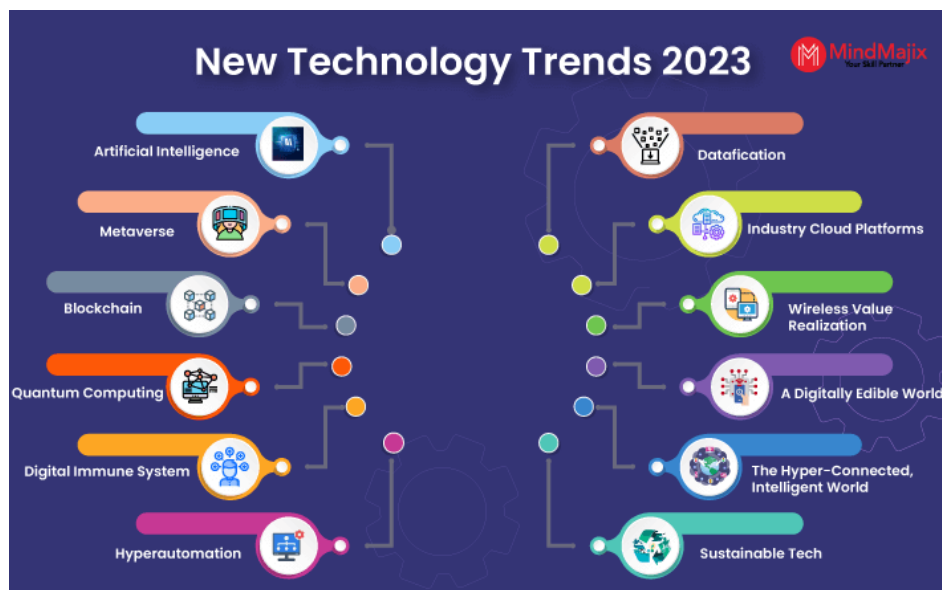 New Technology Trends 2023
MindMajix
Your Skill Partner
Artificial Intelligence
Metaverse
Blockchain
Quantum Computing
Digital Immune System
Hyperautomation
Datafication
Industry Cloud Platforms
Wireless Value
Realization
A Digitally Edible World
The Hyper-Connected,
Intelligent World
Sustainable Tech